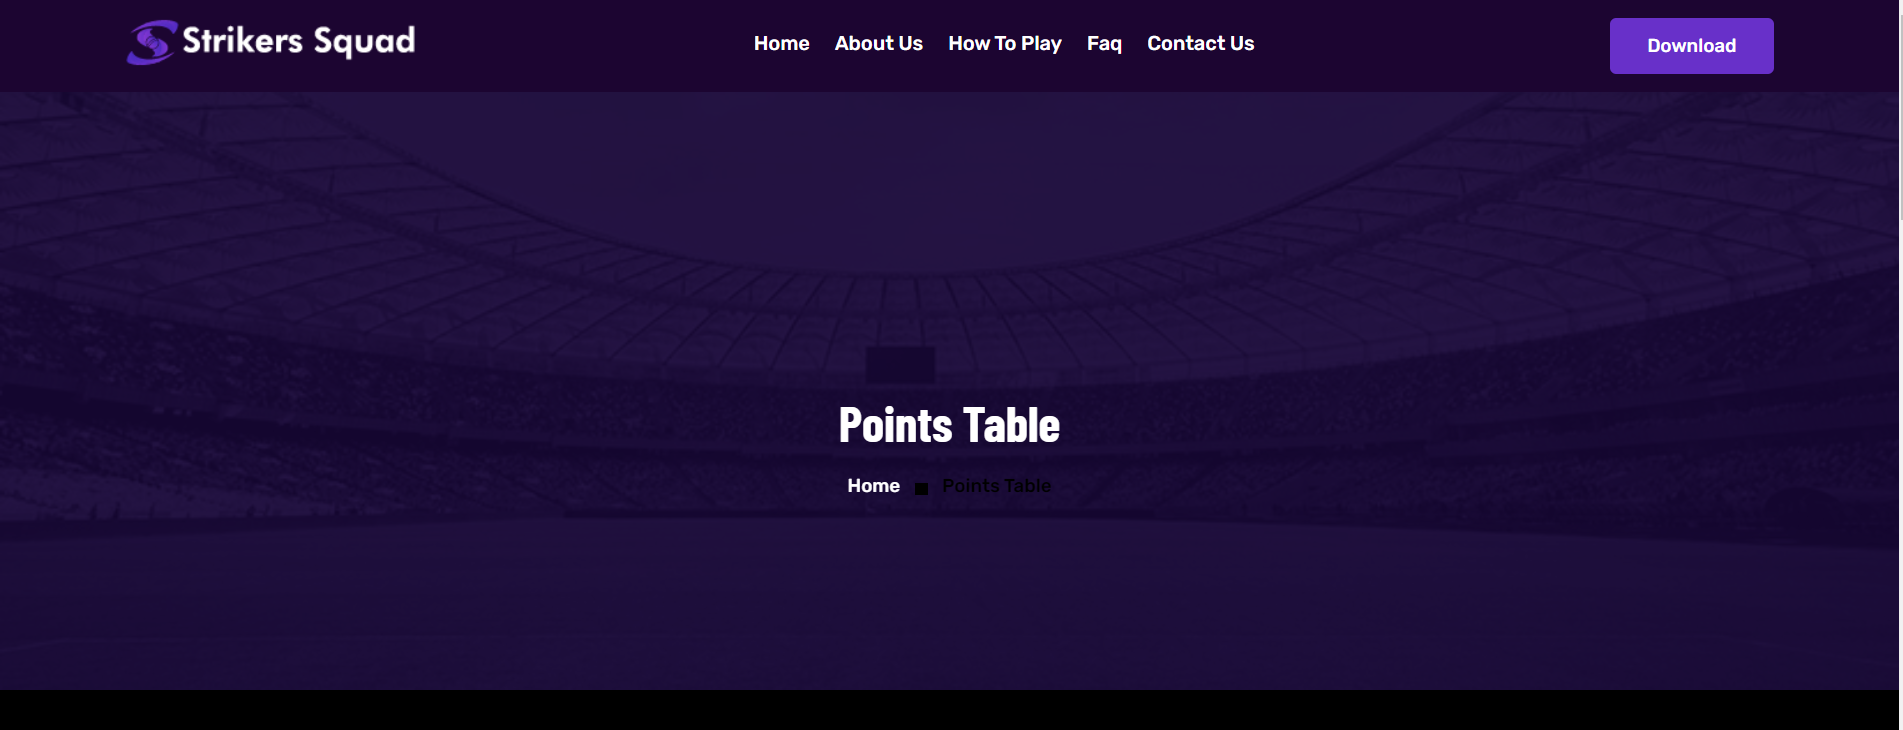 Strikers Squad
Home About Us How To Play Faq Contact Us
Download
Points Table
Home Points Table